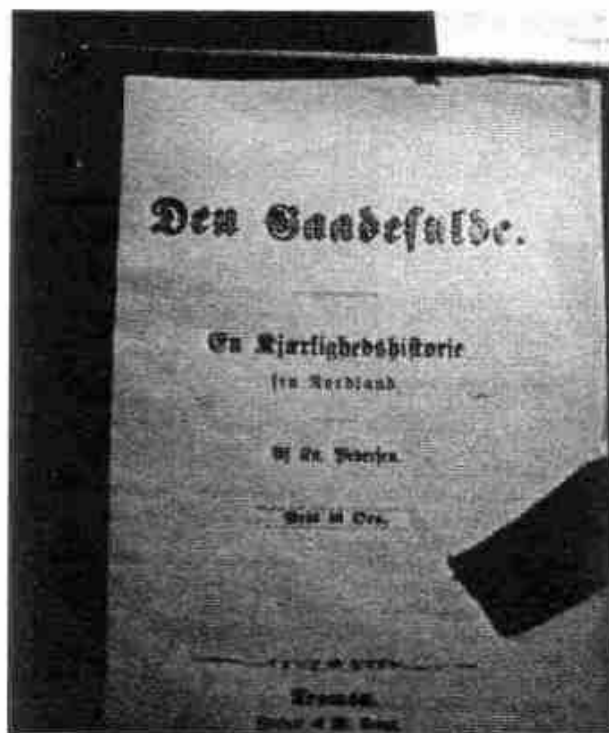 Den Gaadefulde.
En Kjærlighedshistorie
fra Nordland
Af Kn. Pedersen.
Tromsø.